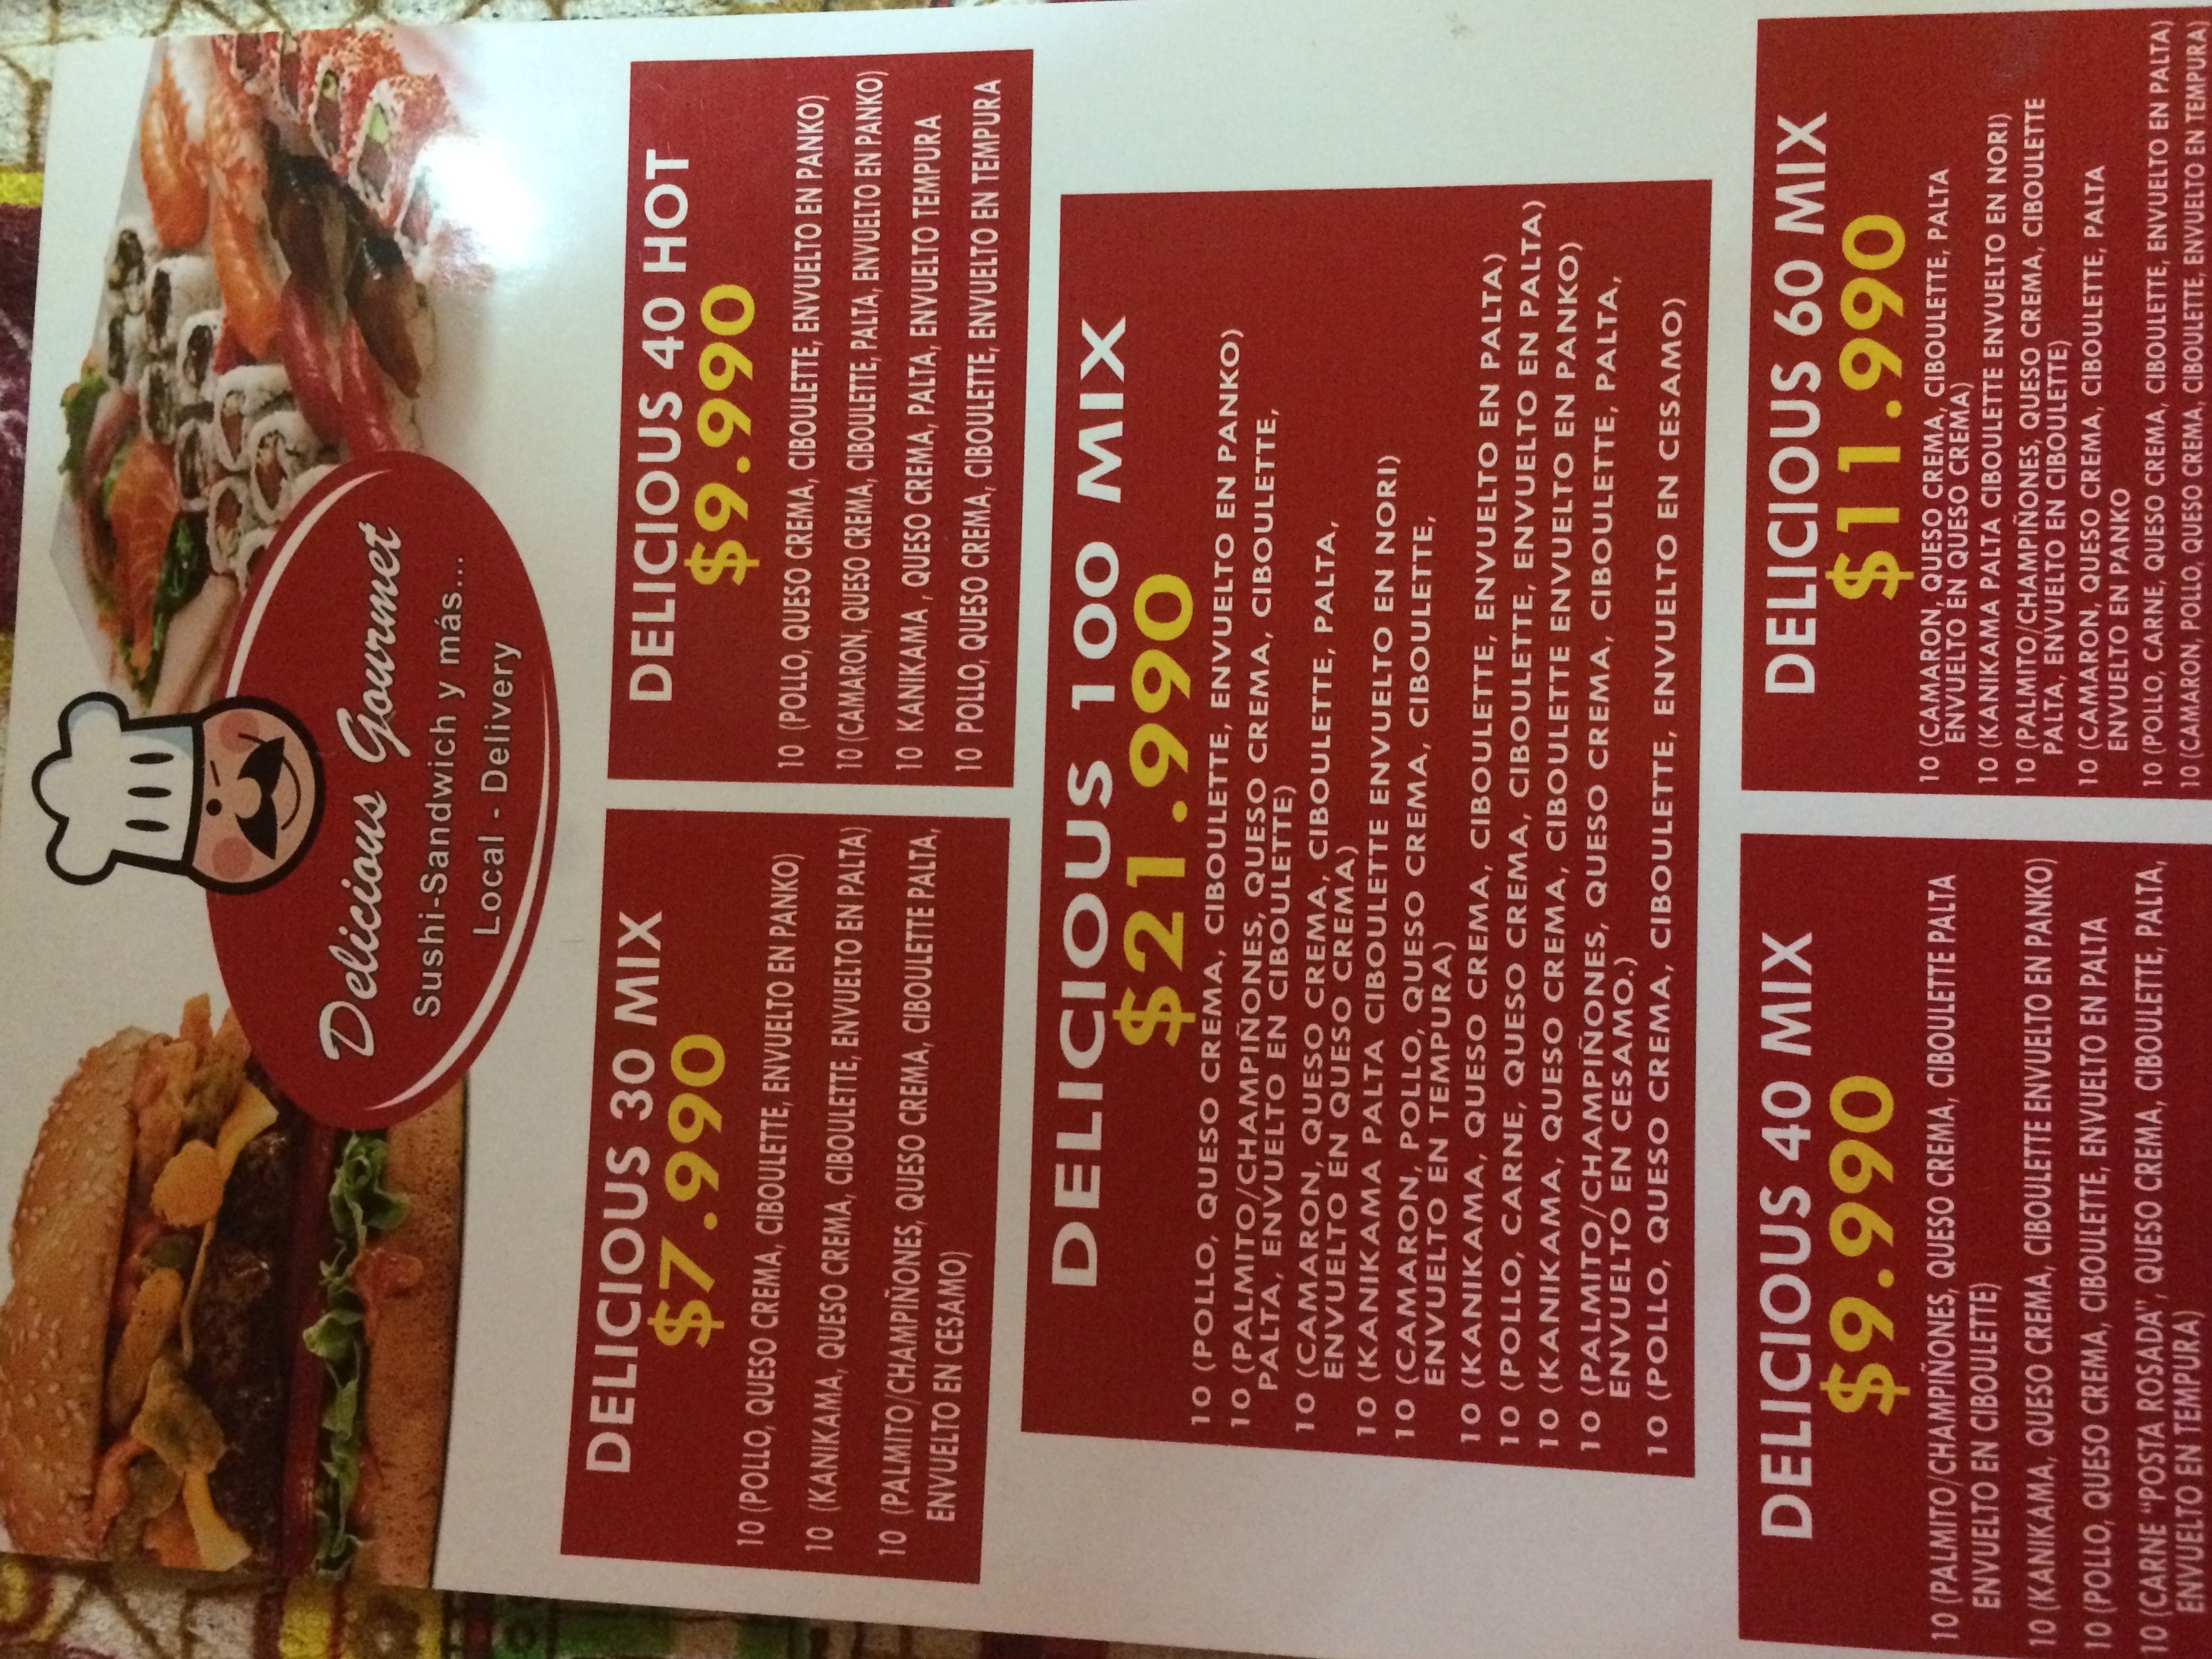 Delicious Gourmet
Sushi-Sandwich y más...
Local - Delivery
DELICIOUS 30 MIX
$7.990
10 (POLLO, QUESO CREMA, CIBOULETTE, ENVUELTO EN PANKO)
10 (KANIKAMA, QUESO CREMA, CIBOULETTE, ENVUELTO EN PALTA)
10 (PALMITO/CHAMPIÑONES, QUESO CREMA, CIBOULETTE PALTA,
ENVUELTO EN CESAMO)
DELICIOUS 40 HOT
$9.990
10 (POLLO, QUESO CREMA, CIBOULETTE, ENVUELTO EN PANKO)
10 (CAMARON, QUESO CREMA, CIBOULETTE, PALTA, ENVUELTO EN PANKO)
10 KANIKAMA , QUESO CREMA, PALTA, ENVUELTO TEMPURA
10 POLLO, QUESO CREMA, CIBOULETTE, ENVUELTO EN TEMPURA
DELICIOUS 100 MIX
$21.990
10 (POLLO, QUESO CREMA, CIBOULETTE, ENVUELTO EN PANKO)
10 (PALMITO/CHAMPIÑONES, QUESO CREMA, CIBOULETTE,
PALTA, ENVUELTO EN CIBOULETTE)
10 (CAMARON, QUESO CREMA, CIBOULETTE, PALTA,
ENVUELTO EN QUESO CREMA)
10 (KANIKAMA PALTA CIBOULETTE ENVUELTO EN NORI)
10 (CAMARON, POLLO, QUESO CREMA, CIBOULETTE,
ENVUELTO EN TEMPURA)
10 (KANIKAMA, QUESO CREMA, CIBOULETTE, ENVUELTO EN PALTA)
10 (POLLO, CARNE, QUESO CREMA, CIBOULETTE, ENVUELTO EN PALTA)
10 (KANIKAMA, QUESO CREMA, CIBOULETTE ENVUELTO EN PANKO)
10 (PALMITO/CHAMPIÑONES, QUESO CREMA, CIBOULETTE, PALTA,
ENVUELTO EN CESAMO.)
10 (POLLO, QUESO CREMA, CIBOULETTE, ENVUELTO EN CESAMO)
DELICIOUS 40 MIX
$9.990
10 (PALMITO/CHAMPIÑONES, QUESO CREMA, CIBOULETTE PALTA
ENVUELTO EN CIBOULETTE)
10 (KANIKAMA, QUESO CREMA, CIBOULETTE ENVUELTO EN PANKO)
10 (POLLO, QUESO CREMA, CIBOULETTE, ENVUELTO EN PALTA
10 (CARNE "POSTA ROSADA", QUESO CREMA, CIBOULETTE, PALTA,
ENVUELTO EN TEMPURA)
DELICIOUS 60 MIX
$11.990
10 (CAMARON, QUESO CREMA, CIBOULETTE, PALTA
ENVUELTO EN QUESO CREMA)
10 (KANIKAMA PALTA CIBOULETTE ENVUELTO EN NORI)
10 (PALMITO/CHAMPIÑONES, QUESO CREMA, CIBOULETTE
PALTA, ENVUELTO EN CIBOULETTE)
10 (CAMARON, QUESO CREMA, CIBOULETTE, PALTA
ENVUELTO EN PANKO
10 (POLLO, CARNE, QUESO CREMA, CIBOULETTE, ENVUELTO EN PALTA)
10 (CAMARON, POLLO, QUESO CREMA, CIBOULETTE, ENVUELTO EN TEMPURA)